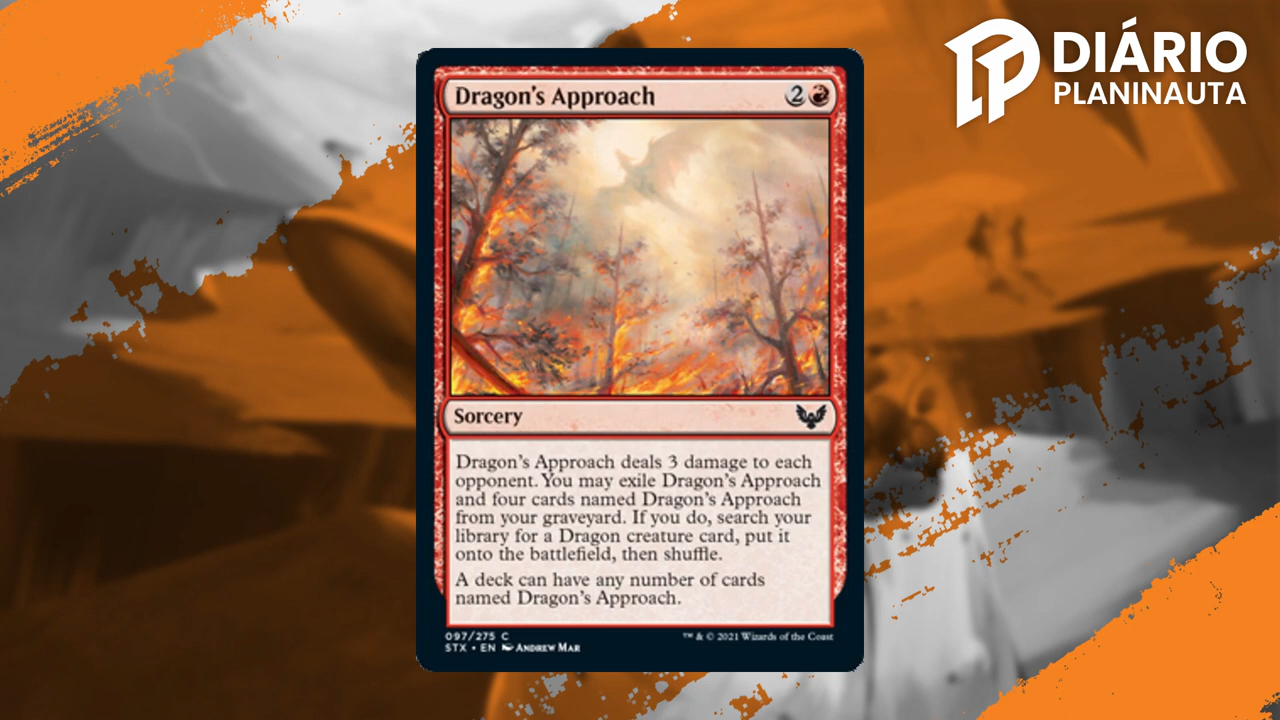 DIÁRIO
PLANINAUTA
Dragon's Approach 2
Sorcery
Dragon's Approach deals 3 damage to each
opponent. You may exile Dragon's Approach
and four cards named Dragon's Approach
from your graveyard. If you do, search your
library for a Dragon creature card, put it
onto the battlefield, then shuffle.
A deck can have any number of cards
named Dragon's Approach.
097/275 C
STX • EN ANDREW MAR
™ & © 2021 Wizards of the Coast